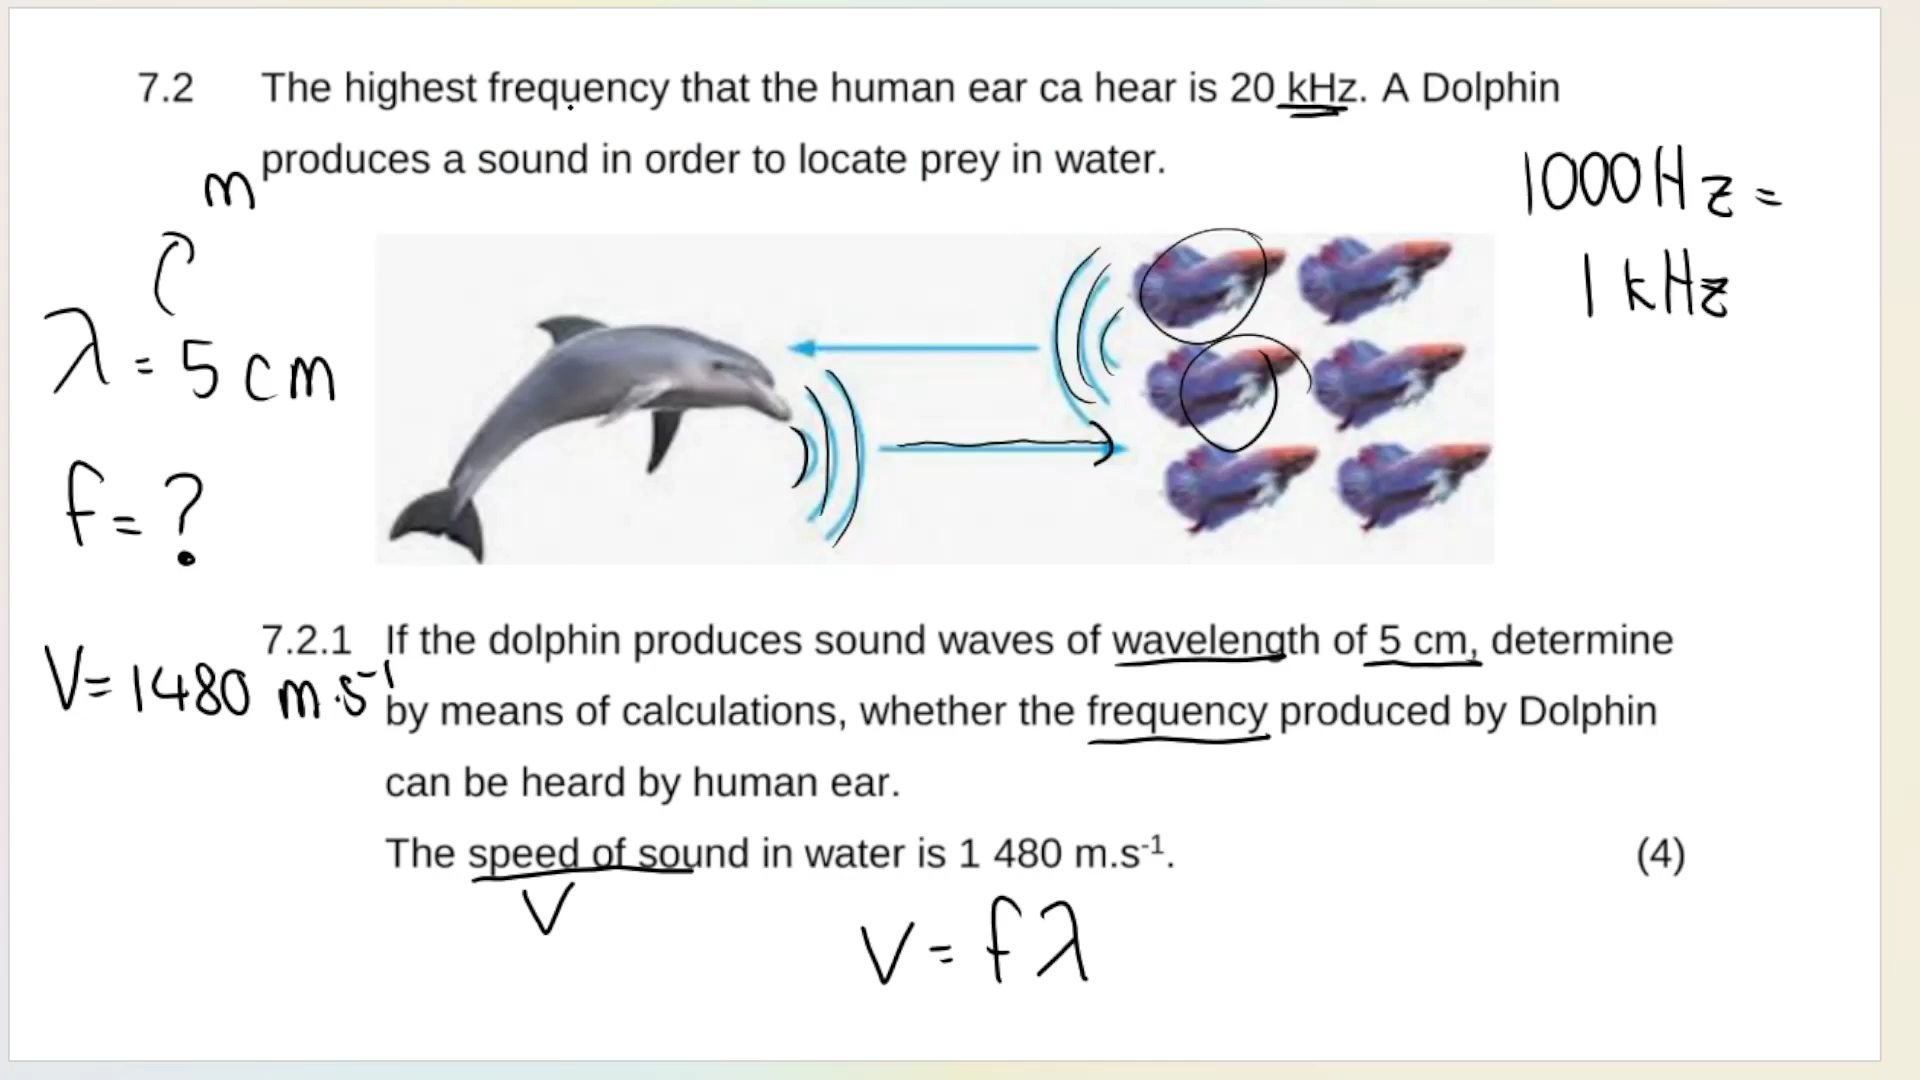 7.2 The highest frequency that the human ear ca hear is 20 kHz. A Dolphin
produces a sound in order to locate prey in water.
m
1000Hz =
1 kHz
λ = 5 cm
f = ?
7.2.1 If the dolphin produces sound waves of wavelength of 5 cm, determine
V = 1480 m.s-1
by means of calculations, whether the frequency produced by Dolphin
can be heard by human ear.
The speed of sound in water is 1 480 m.s-1. (4)
V
V = fλ